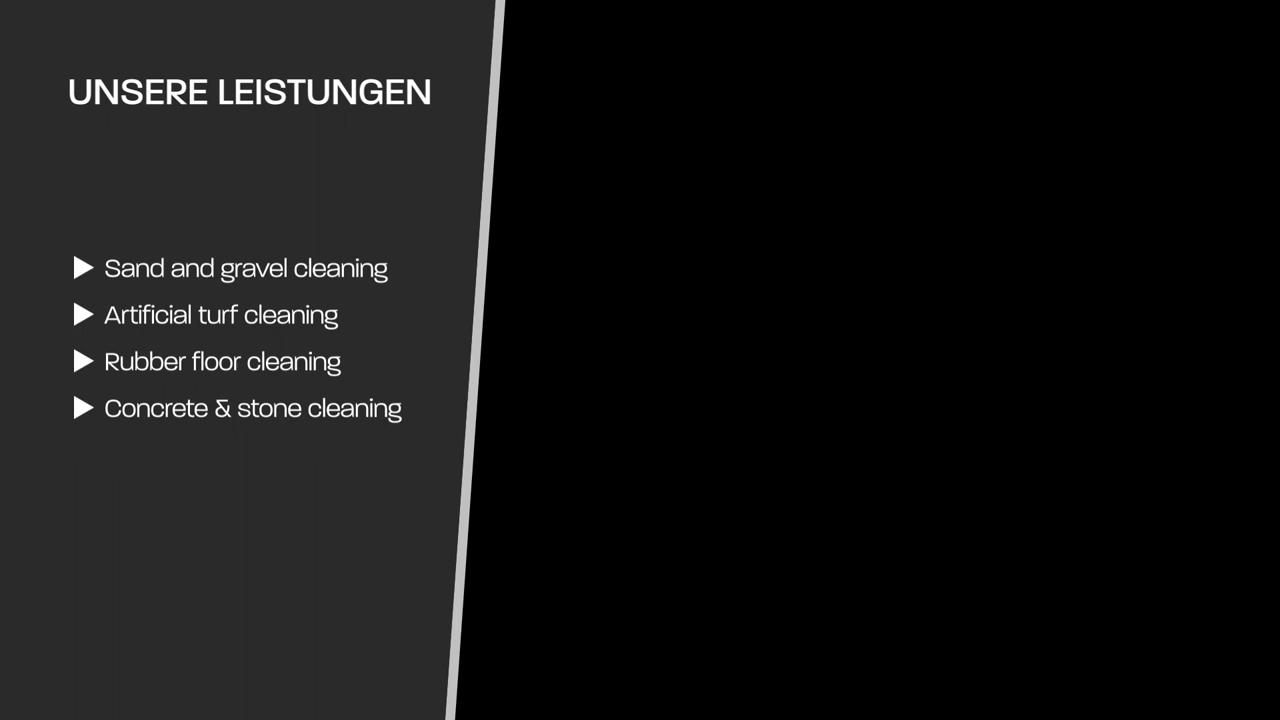 UNSERE LEISTUNGEN
Sand and gravel cleaning
Artificial turf cleaning
Rubber floor cleaning
Concrete & stone cleaning